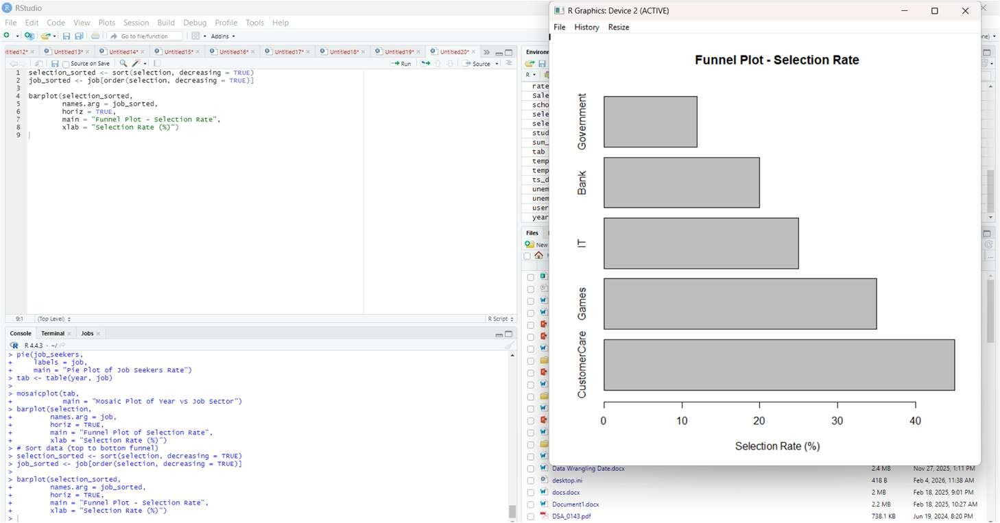 RStudio
File Edit Code View Plots Session Build Debug Profile Tools Help
Go to file/function Addins
Untitled13* Untitled14* Untitled15* Untitled16* Untitled17* Untitled18* Untitled19* Untitled20*
Source on Save Run Source
1 selection_sorted <- sort(selection, decreasing = TRUE)
2 job_sorted <- job[order(selection, decreasing = TRUE)]
3
4 barplot(selection_sorted,
5 names.arg = job_sorted,
6 horiz = TRUE,
7 main = "Funnel Plot - Selection Rate",
8 xlab = "Selection Rate (%)")
9
9:1 (Top Level) R Script
Console Terminal Jobs
R 4.4.3 · ~/
> pie(job_seekers,
+ labels = job,
+ main = "Pie Plot of Job Seekers Rate")
> tab <- table(year, job)
>
> mosaicplot(tab,
+ main = "Mosaic Plot of Year vs Job Sector")
> barplot(selection,
+ names.arg = job,
+ horiz = TRUE,
+ main = "Funnel Plot of Selection Rate",
+ xlab = "Selection Rate (%)")
> # Sort data (top to bottom funnel)
> selection_sorted <- sort(selection, decreasing = TRUE)
> job_sorted <- job[order(selection, decreasing = TRUE)]
>
> barplot(selection_sorted,
+ names.arg = job_sorted,
+ horiz = TRUE,
+ main = "Funnel Plot - Selection Rate",
+ xlab = "Selection Rate (%)")
>
Environ
R
rate
Sale
scho
sele
sele
stud
sum_
tab
temp
temp
ts_d
unem
unem
user
year
Files
New
R Graphics: Device 2 (ACTIVE)
File History Resize
Funnel Plot - Selection Rate
Government
Bank
IT
Games
CustomerCare
0 10 20 30 40
Selection Rate (%)
Data Wrangling Date.docx 2.4 MB Nov 27, 2025, 1:11 PM
desktop.ini 418 B Feb 4, 2026, 11:38 AM
docs.docx 2 MB Feb 18, 2025, 9:01 PM
Document1.docx 2.2 MB Feb 18, 2025, 10:27 AM
DSA_0143.pdf 738.1 KB Jun 19, 2024, 8:20 PM